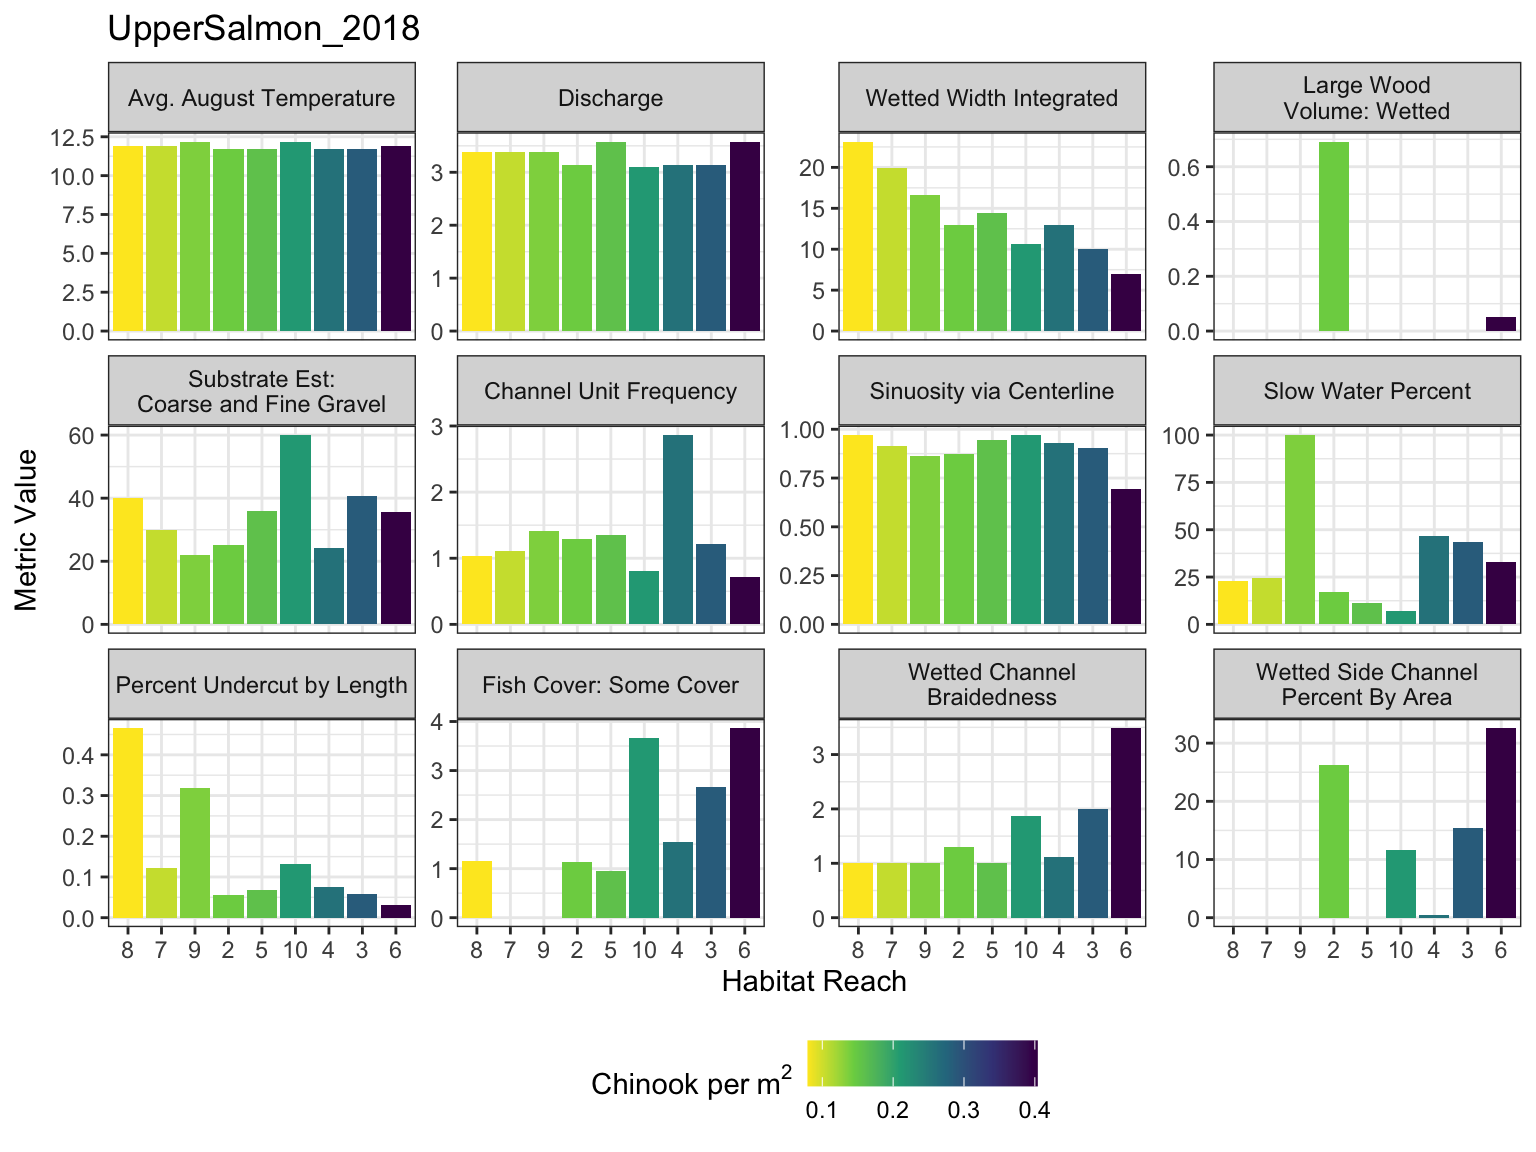 UpperSalmon_2018
Avg. August Temperature
Discharge
Wetted Width Integrated
Large Wood
Volume: Wetted
12.5
10.0
7.5
5.0
2.5
0.0
3
2
1
0
20
15
10
5
0
0.6
0.4
0.2
0.0
Substrate Est:
Coarse and Fine Gravel
Channel Unit Frequency
Sinuosity via Centerline
Slow Water Percent
60
40
20
0
3
2
1
0
1.00
0.75
0.50
0.25
0.00
100
75
50
25
0
Metric Value
Percent Undercut by Length
Fish Cover: Some Cover
Wetted Channel
Braidedness
Wetted Side Channel
Percent By Area
0.4
0.3
0.2
0.1
0.0
4
3
2
1
0
3
2
1
0
30
20
10
0
8 7 9 2 5 10 4 3 6
8 7 9 2 5 10 4 3 6
8 7 9 2 5 10 4 3 6
8 7 9 2 5 10 4 3 6
Habitat Reach
Chinook per m²
0.1 0.2 0.3 0.4